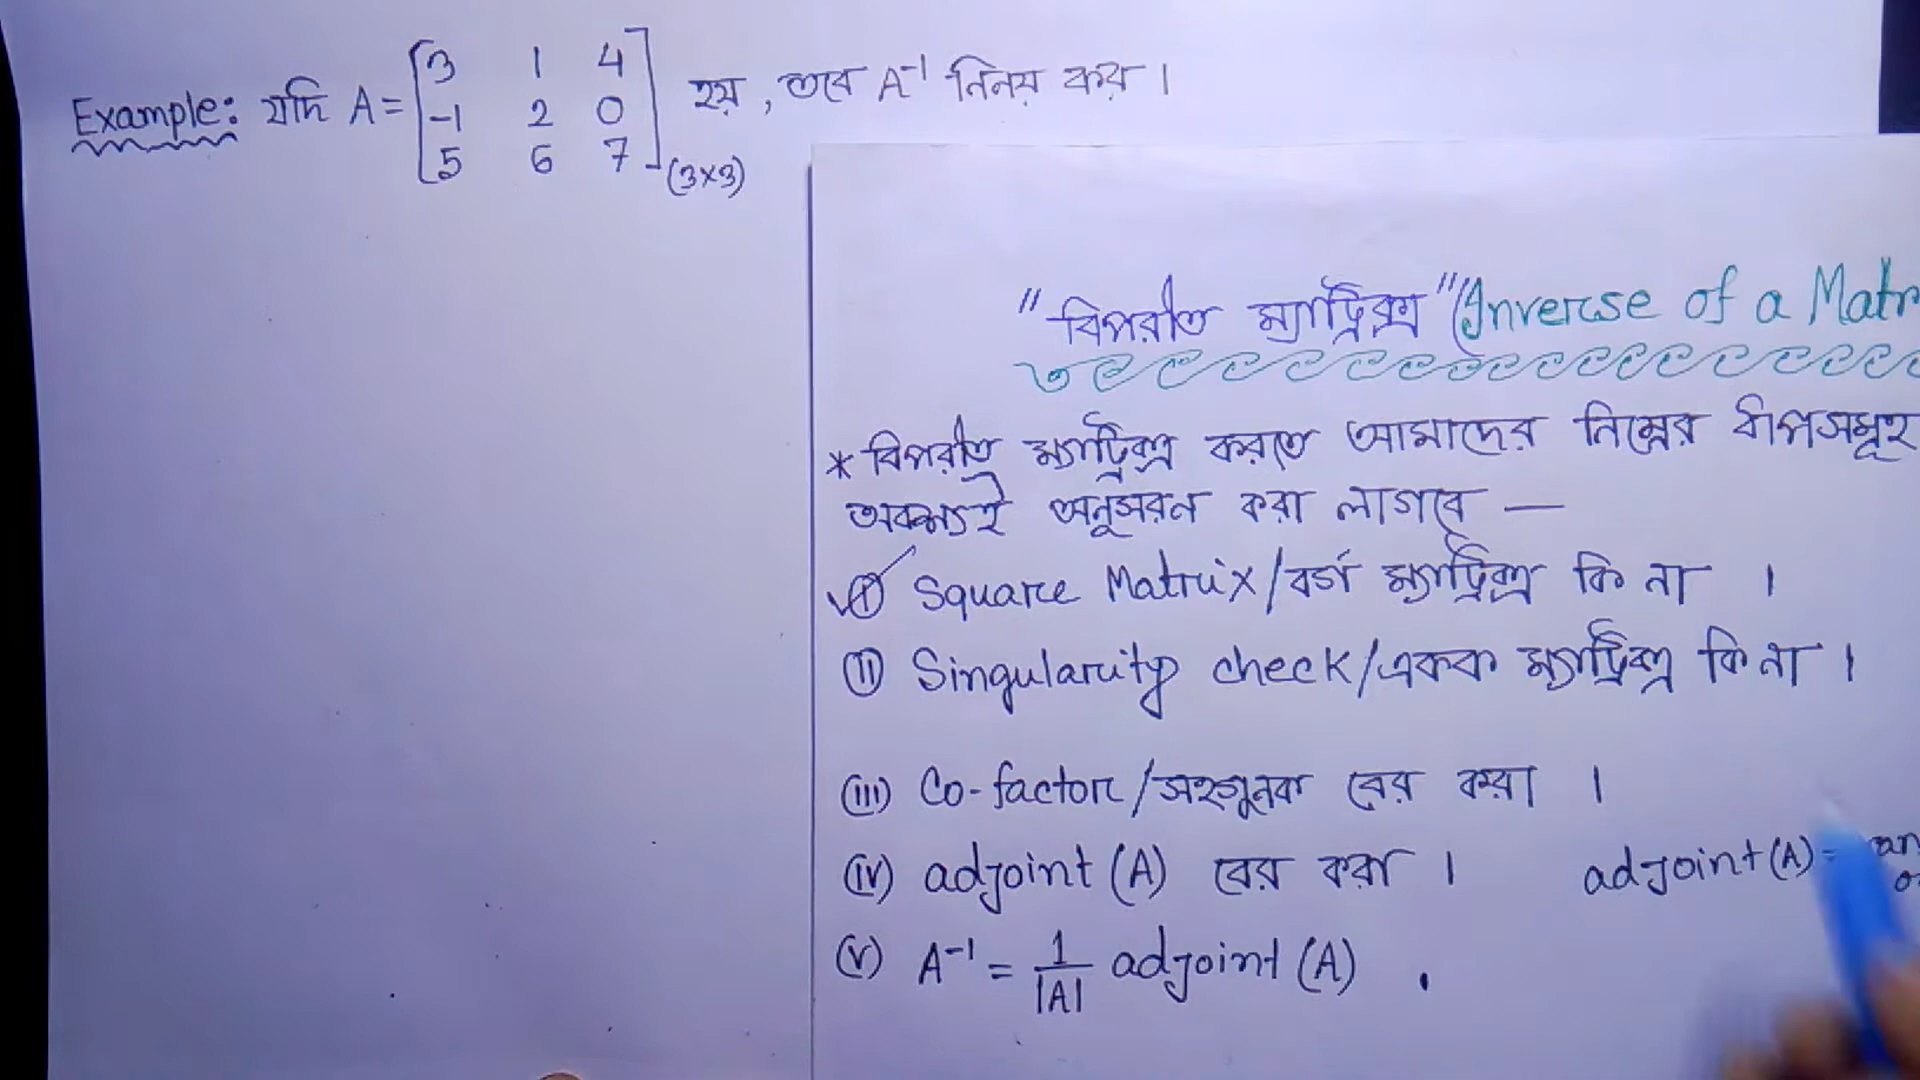 Example: যদি A = [3 1 4
-1 2 0
5 6 7] (3×3) হয়, তবে A⁻¹ নিনয় কর।
"বিপরীত ম্যাট্রিক্স" (Inverse of a Matr
* বিপরীত ম্যাট্রিক্স করতে আমাদের নিম্নের ধাপসমূহ
অবশ্যই অনুসরন করা লাগবে —
(i) Square Matrix/বর্গ ম্যাট্রিক্স কি না ।
(ii) Singularity check/একক ম্যাট্রিক্স কি না ।
(iii) Co-factor/সহগুনক বের করা ।
(iv) adjoint (A) বের করা । adjoint (A) =
(v) A⁻¹ = 1/|A| adjoint (A) .